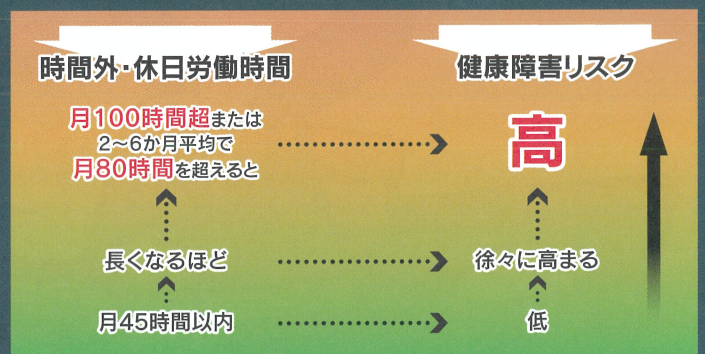 時間外・休日労働時間
健康障害リスク
月100時間超または
2〜6か月平均で
月80時間を超えると
高
長くなるほど
徐々に高まる
月45時間以内
低